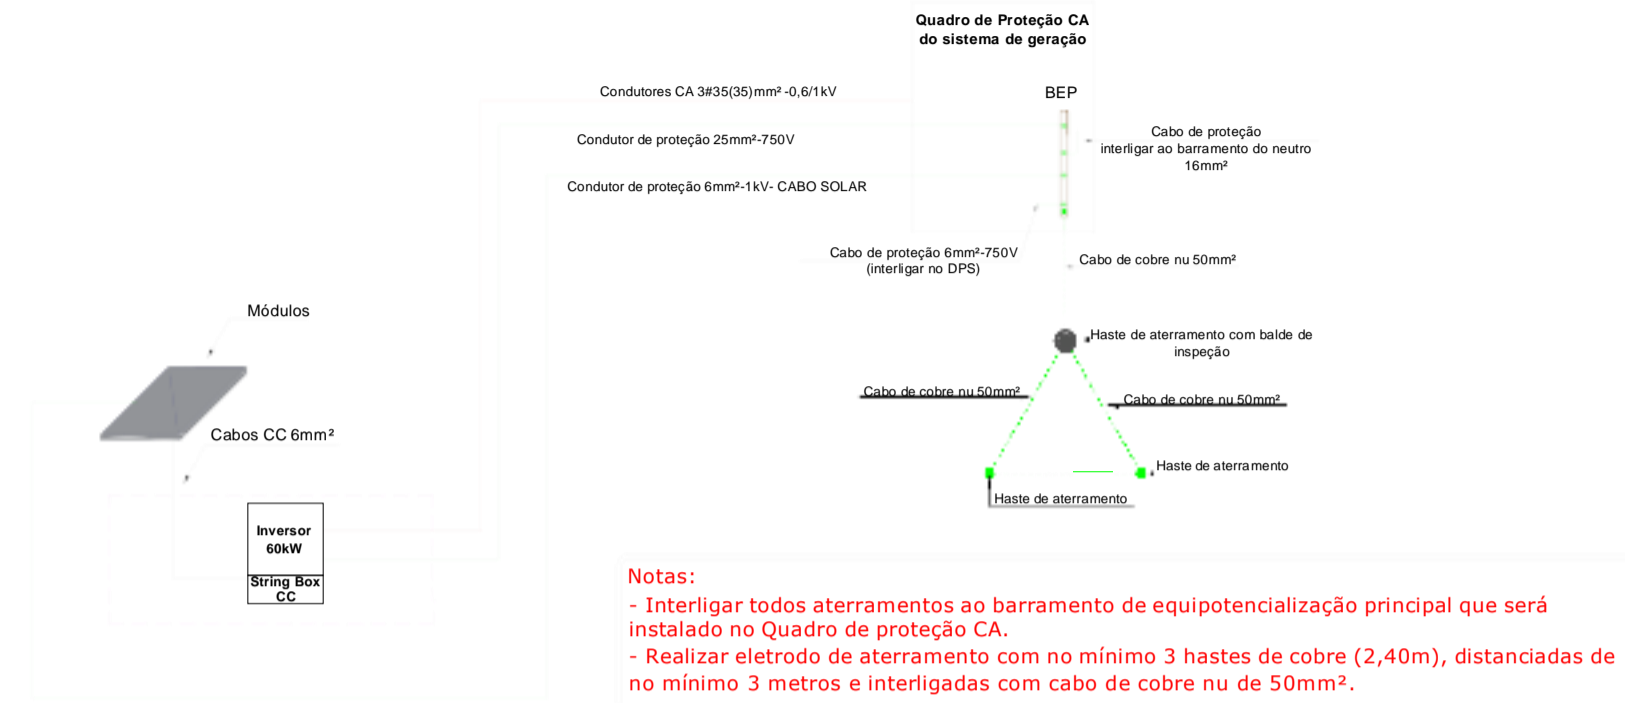 Quadro de Proteção CA
do sistema de geração
Condutores CA 3#35(35)mm² -0,6/1kV
BEP
Condutor de proteção 25mm²-750V
Cabo de proteção
interligar ao barramento do neutro
16mm²
Condutor de proteção 6mm²-1kV- CABO SOLAR
Cabo de proteção 6mm²-750V
(interligar no DPS)
Cabo de cobre nu 50mm²
Módulos
Haste de aterramento com balde de
inspeção
Cabo de cobre nu 50mm²
Cabo de cobre nu 50mm²
Cabos CC 6mm²
Haste de aterramento
Haste de aterramento
Inversor
60kW
String Box
CC
Notas:
- Interligar todos aterramentos ao barramento de equipotencialização principal que será
instalado no Quadro de proteção CA.
- Realizar eletrodo de aterramento com no mínimo 3 hastes de cobre (2,40m), distanciadas de
no mínimo 3 metros e interligadas com cabo de cobre nu de 50mm².